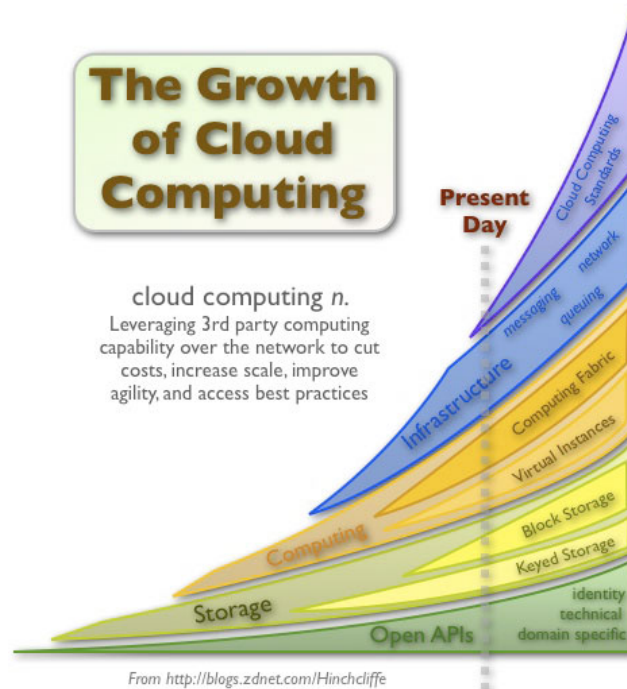 The Growth
of Cloud
Computing
Present
Day
cloud computing n.
Leveraging 3rd party computing
capability over the network to cut
costs, increase scale, improve
agility, and access best practices
Cloud Computing
Standards
network
messaging
queuing
Infrastructure
Computing Fabric
Virtual Instances
Computing
Block Storage
Keyed Storage
Storage
identity
technical
domain specific
Open APIs
From http://blogs.zdnet.com/Hinchcliffe